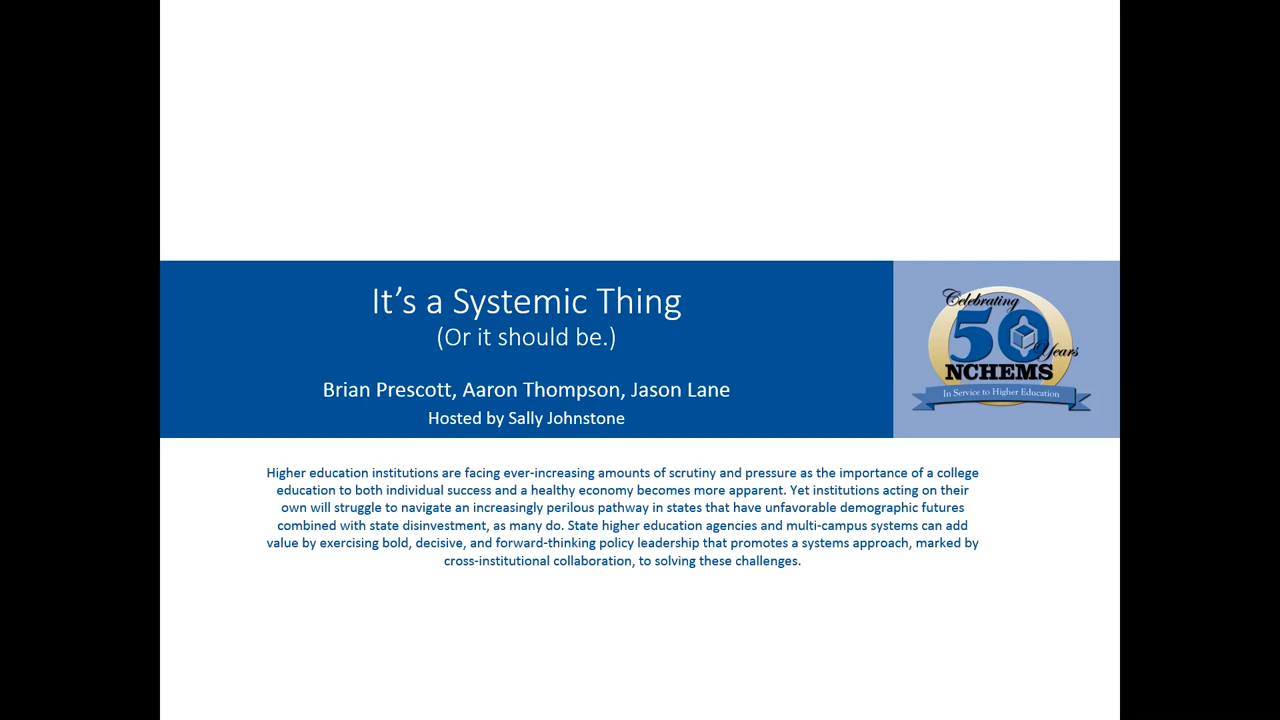 It's a Systemic Thing
(Or it should be.)
Brian Prescott, Aaron Thompson, Jason Lane
Hosted by Sally Johnstone
Celebrating
50
Years
NCHEMS
In Service to Higher Education
Higher education institutions are facing ever-increasing amounts of scrutiny and pressure as the importance of a college
education to both individual success and a healthy economy becomes more apparent. Yet institutions acting on their
own will struggle to navigate an increasingly perilous pathway in states that have unfavorable demographic futures
combined with state disinvestment, as many do. State higher education agencies and multi-campus systems can add
value by exercising bold, decisive, and forward-thinking policy leadership that promotes a systems approach, marked by
cross-institutional collaboration, to solving these challenges.